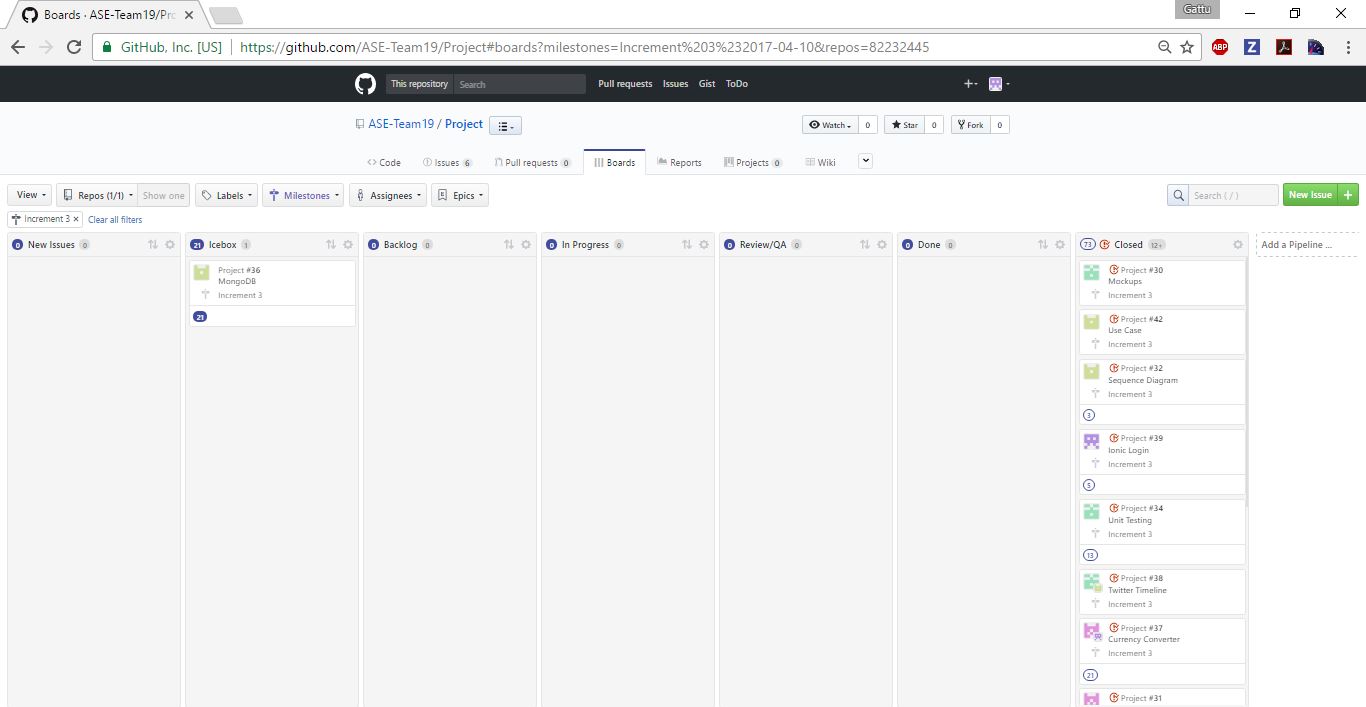 Boards · ASE-Team19/Pro
Gattu
GitHub, Inc. [US] https://github.com/ASE-Team19/Project#boards?milestones=Increment%203%232017-04-10&repos=82232445
ABP Z
This repository Search Pull requests Issues Gist ToDo
ASE-Team19 / Project
Watch 0 Star 0 Fork 0
Code Issues 6 Pull requests 0 Boards Reports Projects 0 Wiki
View Repos (1/1) Show one Labels Milestones Assignees Epics Search ( / ) New Issue +
Increment 3 × Clear all filters
0 New Issues 0
21 Icebox 1
0 Backlog 0
0 In Progress 0
0 Review/QA 0
0 Done 0
73 Closed 12+
Add a Pipeline ...
Project #36
MongoDB
Increment 3
21
Project #30
Mockups
Increment 3
Project #42
Use Case
Increment 3
Project #32
Sequence Diagram
Increment 3
3
Project #39
Ionic Login
Increment 3
5
Project #34
Unit Testing
Increment 3
13
Project #38
Twitter Timeline
Increment 3
Project #37
Currency Converter
Increment 3
21
Project #31